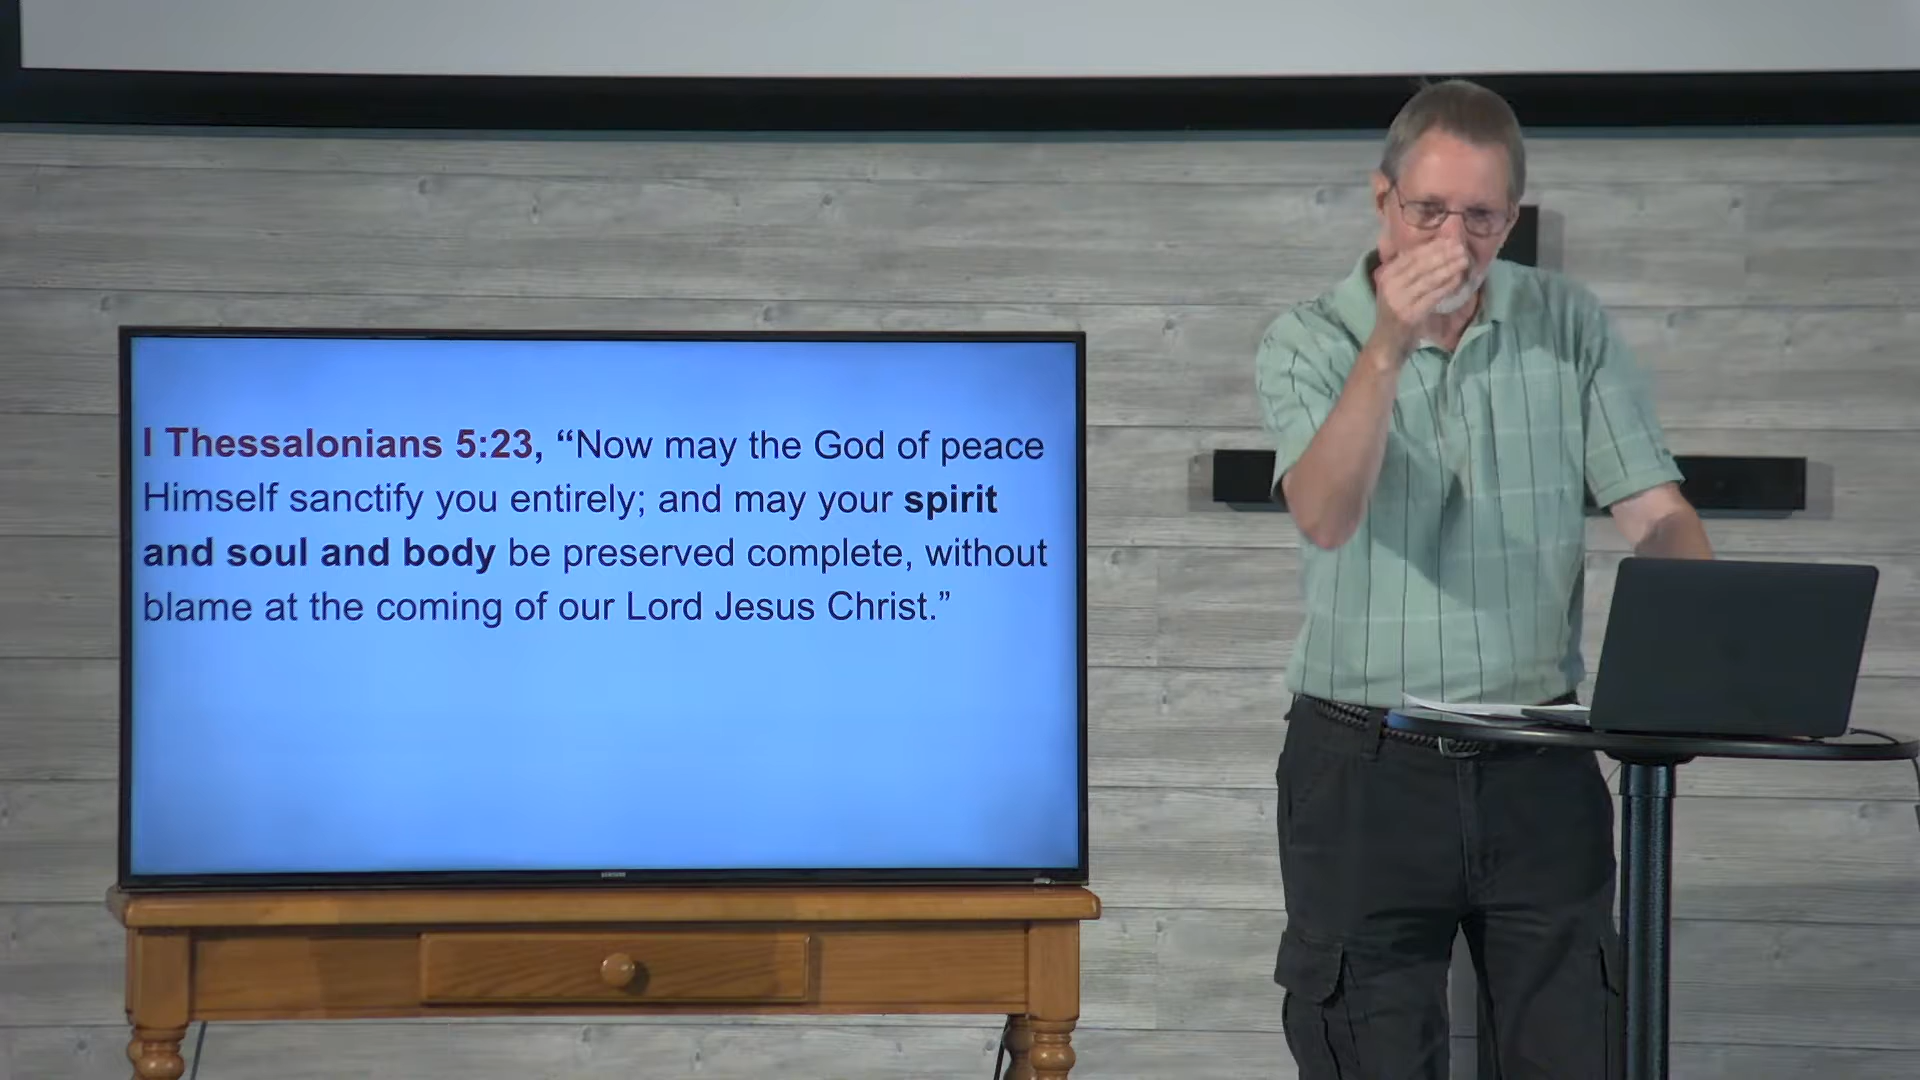 I Thessalonians 5:23, “Now may the God of peace
Himself sanctify you entirely; and may your spirit
and soul and body be preserved complete, without
blame at the coming of our Lord Jesus Christ.”
SAMSUNG